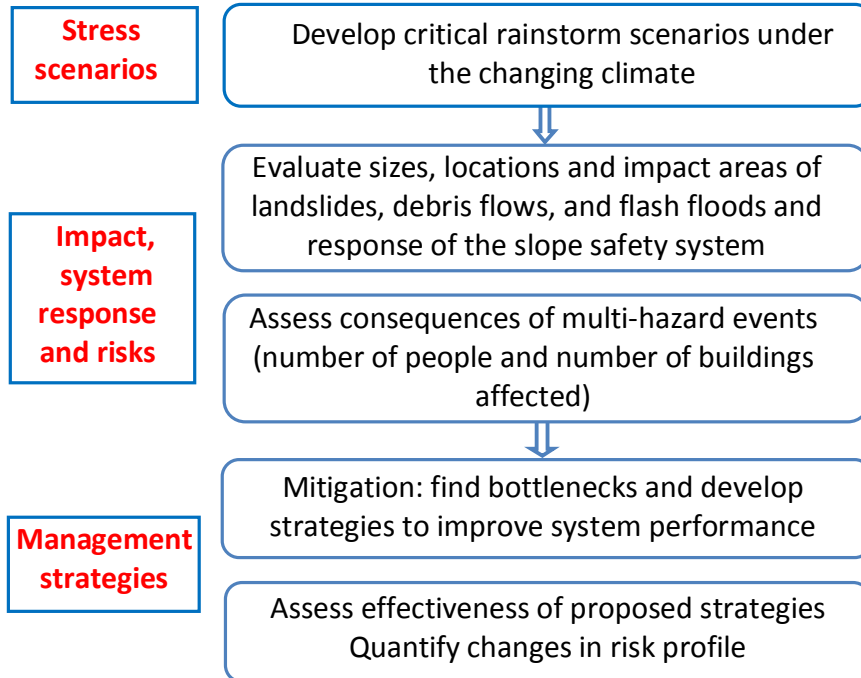 Stress
scenarios
Develop critical rainstorm scenarios under
the changing climate
Impact,
system
response
and risks
Evaluate sizes, locations and impact areas of
landslides, debris flows, and flash floods and
response of the slope safety system
Assess consequences of multi-hazard events
(number of people and number of buildings
affected)
Management
strategies
Mitigation: find bottlenecks and develop
strategies to improve system performance
Assess effectiveness of proposed strategies
Quantify changes in risk profile